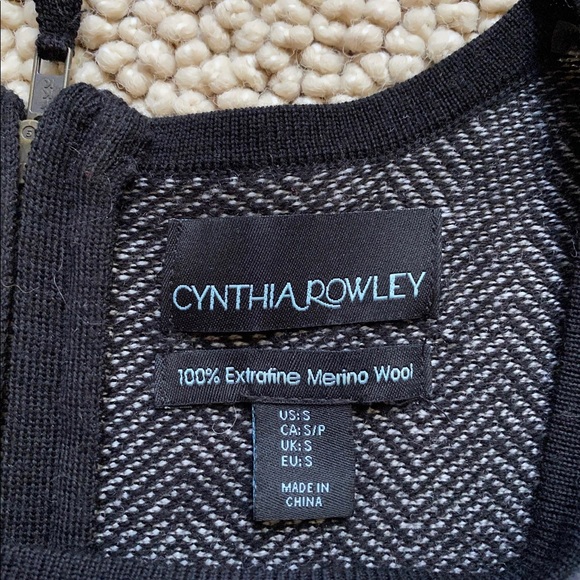 CYNTHIA ROWLEY
100% Extrafine Merino Wool
US: S
CA: S/P
UK: S
EU: S
MADE IN
CHINA